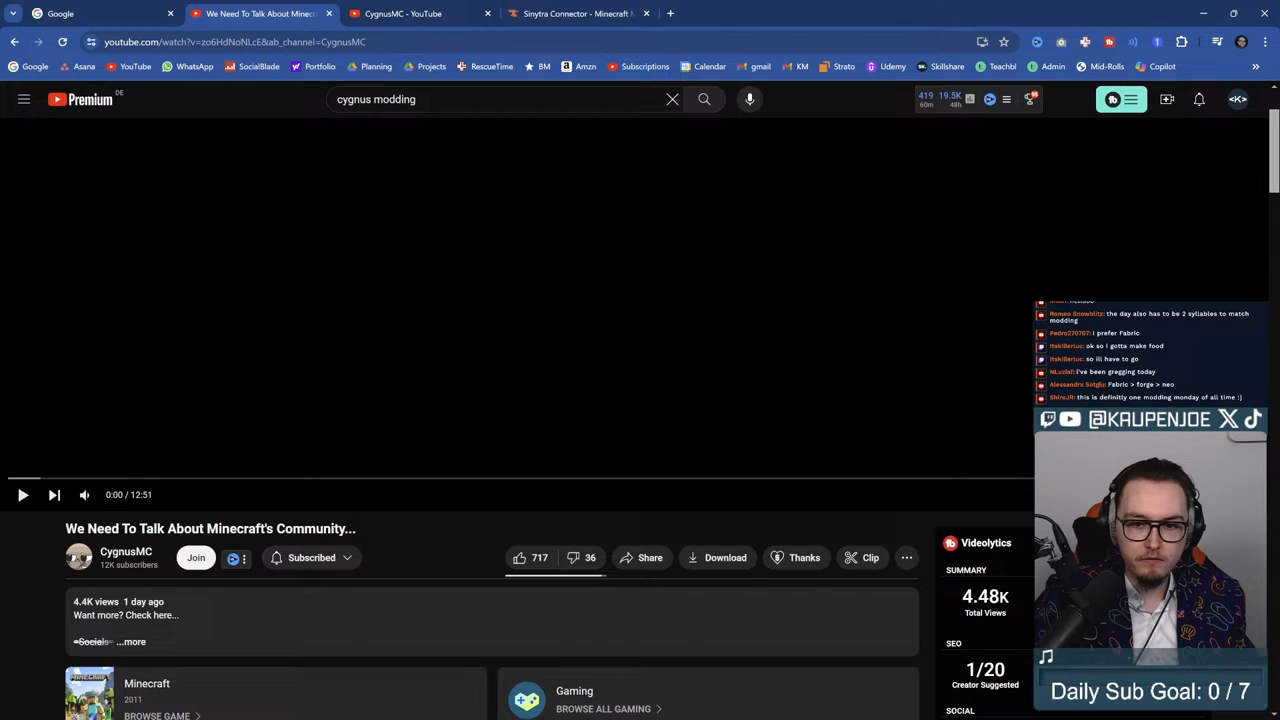 Google
We Need To Talk About Minecr
CygnusMC - YouTube
Sinytra Connector - Minecraft M
youtube.com/watch?v=zo6HdNoNLcE&ab_channel=CygnusMC
Google
Asana
YouTube
WhatsApp
SocialBlade
Portfolio
Planning
Projects
RescueTime
BM
Amzn
Subscriptions
Calendar
gmail
KM
Strato
Udemy
Skillshare
Teachbl
Admin
Mid-Rolls
Copilot
Premium DE
cygnus modding
419 19.5K
60m 48h
<K>
Romeo Snowblitz: the day also has to be 2 syllables to match
modding
Pedro270707: I prefer Fabric
Itskillerluc: ok so i gotta make food
Itskillerluc: so ill have to go
NLuziaf: i've been gregging today
Alessandrx Sotgiu: Fabric > forge > neo
ShiroJR: this is definitly one modding monday of all time :]
@KAUPENJOE
0:00 / 12:51
We Need To Talk About Minecraft's Community...
CygnusMC
12K subscribers
Join
Subscribed
717
36
Share
Download
Thanks
Clip
4.4K views 1 day ago
Want more? Check here...
=Socials= ...more
Minecraft
2011
BROWSE GAME
Gaming
BROWSE ALL GAMING
Videolytics
SUMMARY
4.48K
Total Views
SEO
1/20
Creator Suggested
SOCIAL
Daily Sub Goal: 0 / 7